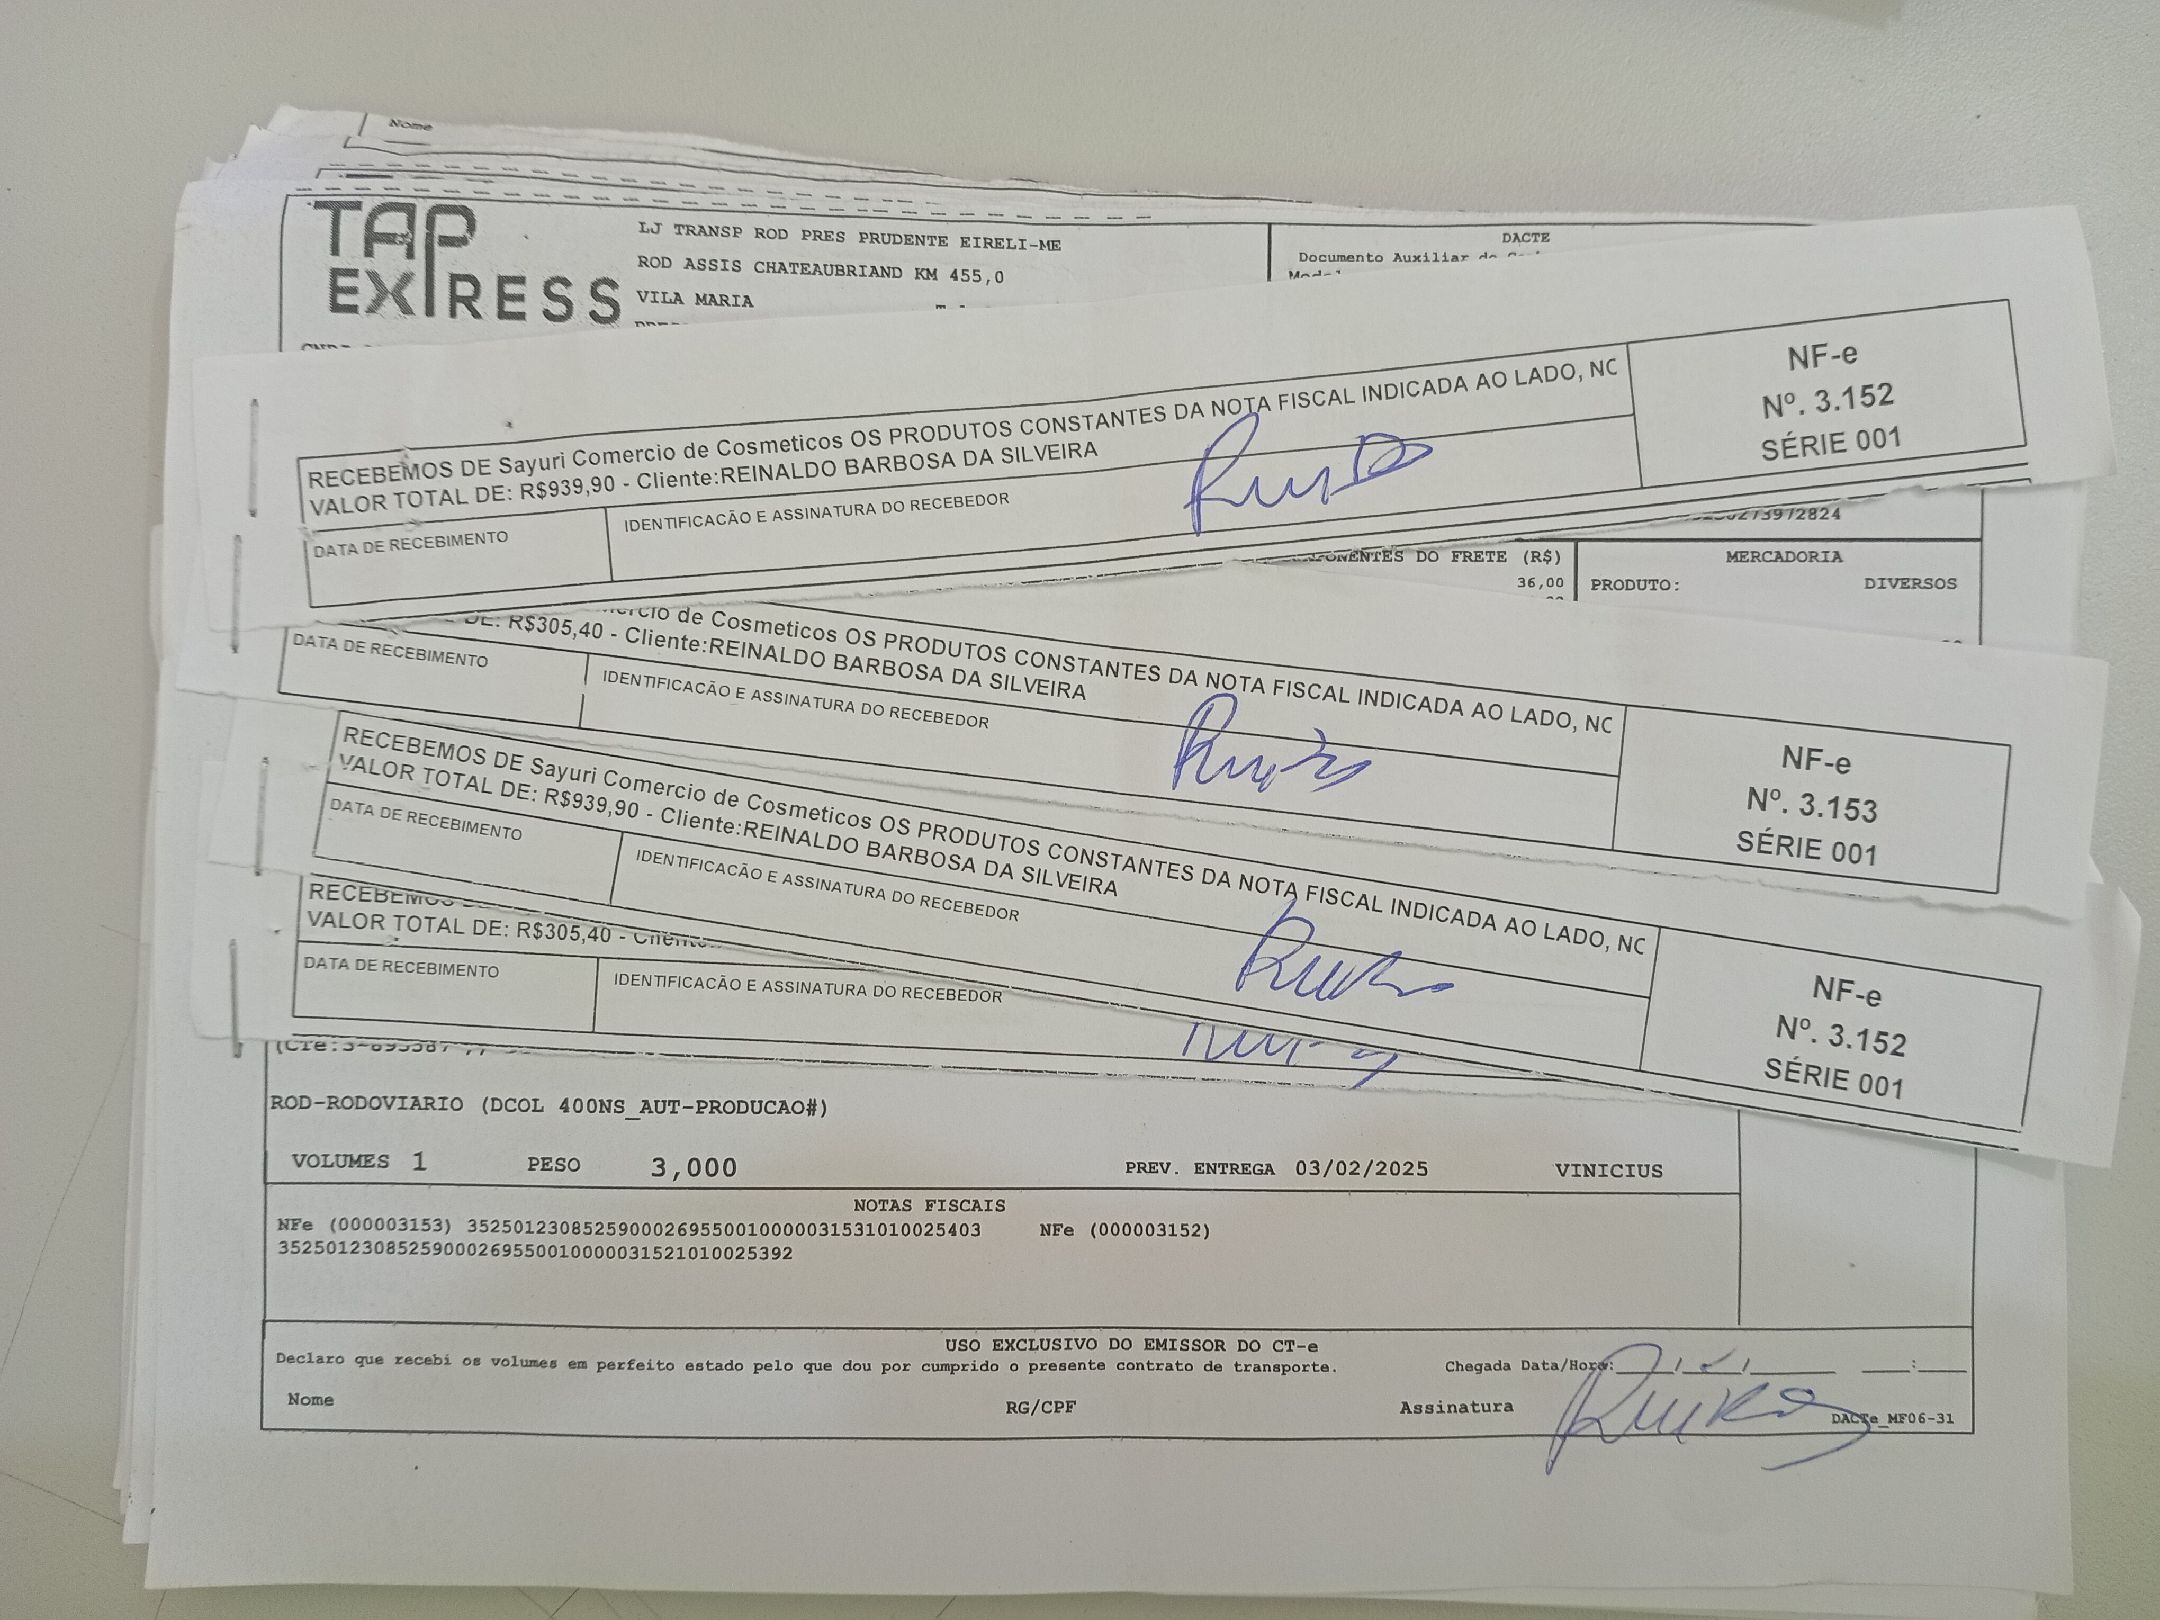 Nome
TAP
EXPRESS
LJ TRANSP ROD PRES PRUDENTE EIRELI-ME
ROD ASSIS CHATEAUBRIAND KM 455,0
VILA MARIA
DACTE
Documento Auxiliar
RECEBEMOS DE Sayuri Comercio de Cosmeticos OS PRODUTOS CONSTANTES DA NOTA FISCAL INDICADA AO LADO, NC
VALOR TOTAL DE: R$939,90 - Cliente:REINALDO BARBOSA DA SILVEIRA
DATA DE RECEBIMENTO
IDENTIFICACÃO E ASSINATURA DO RECEBEDOR
NF-e
Nº. 3.152
SÉRIE 001
DO FRETE (R$)
36,00
MERCADORIA
PRODUTO: DIVERSOS
de Cosmeticos OS PRODUTOS CONSTANTES DA NOTA FISCAL INDICADA AO LADO, NC
DE: R$305,40 - Cliente:REINALDO BARBOSA DA SILVEIRA
DATA DE RECEBIMENTO
IDENTIFICACÃO E ASSINATURA DO RECEBEDOR
NF-e
Nº. 3.153
SÉRIE 001
RECEBEMOS DE Sayuri Comercio de Cosmeticos OS PRODUTOS CONSTANTES DA NOTA FISCAL INDICADA AO LADO, NC
VALOR TOTAL DE: R$939,90 - Cliente:REINALDO BARBOSA DA SILVEIRA
DATA DE RECEBIMENTO
IDENTIFICACÃO E ASSINATURA DO RECEBEDOR
NF-e
Nº. 3.152
SÉRIE 001
RECEBEMOS
VALOR TOTAL DE: R$305,40 -
DATA DE RECEBIMENTO
IDENTIFICACÃO E ASSINATURA DO RECEBEDOR
ROD-RODOVIARIO (DCOL 400NS_AUT-PRODUCAO#)
VOLUMES 1 PESO 3,000 PREV. ENTREGA 03/02/2025 VINICIUS
NOTAS FISCAIS
NFe (000003153) 35250123085259000269550010000031531010025403 NFe (000003152)
35250123085259000269550010000031521010025392
USO EXCLUSIVO DO EMISSOR DO CT-e
Declaro que recebi os volumes em perfeito estado pelo que dou por cumprido o presente contrato de transporte. Chegada Data/Hora:
Nome RG/CPF Assinatura DACTe_MF06-31